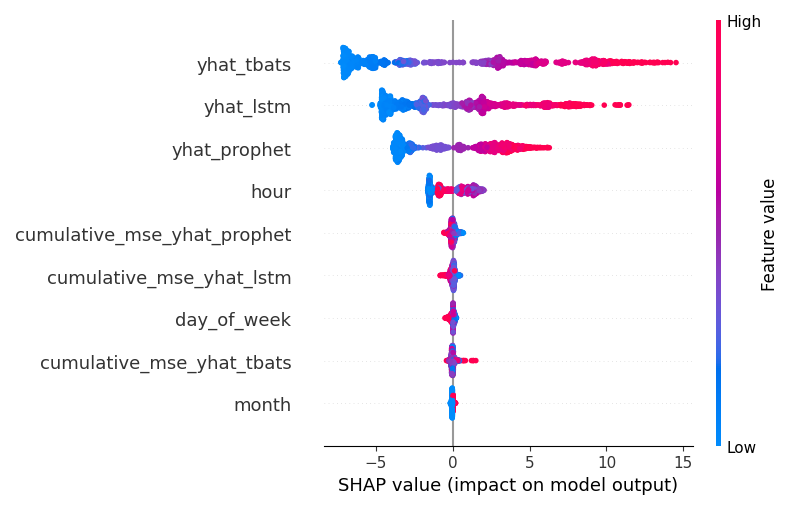 High
yhat_tbats
yhat_lstm
yhat_prophet
hour
cumulative_mse_yhat_prophet
cumulative_mse_yhat_lstm
day_of_week
cumulative_mse_yhat_tbats
month
Feature value
Low
−5 0 5 10 15
SHAP value (impact on model output)